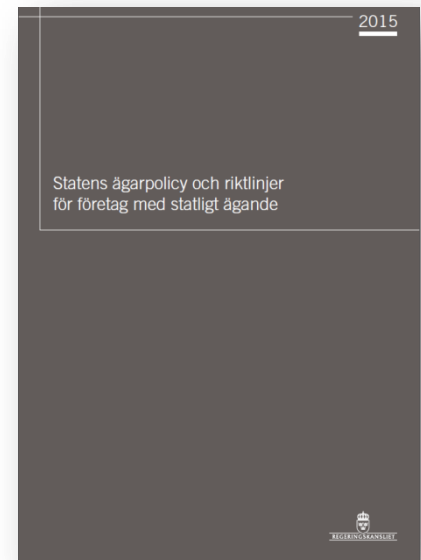 2015
Statens ägarpolicy och riktlinjer
för företag med statligt ägande
REGERINGSKANSLIET